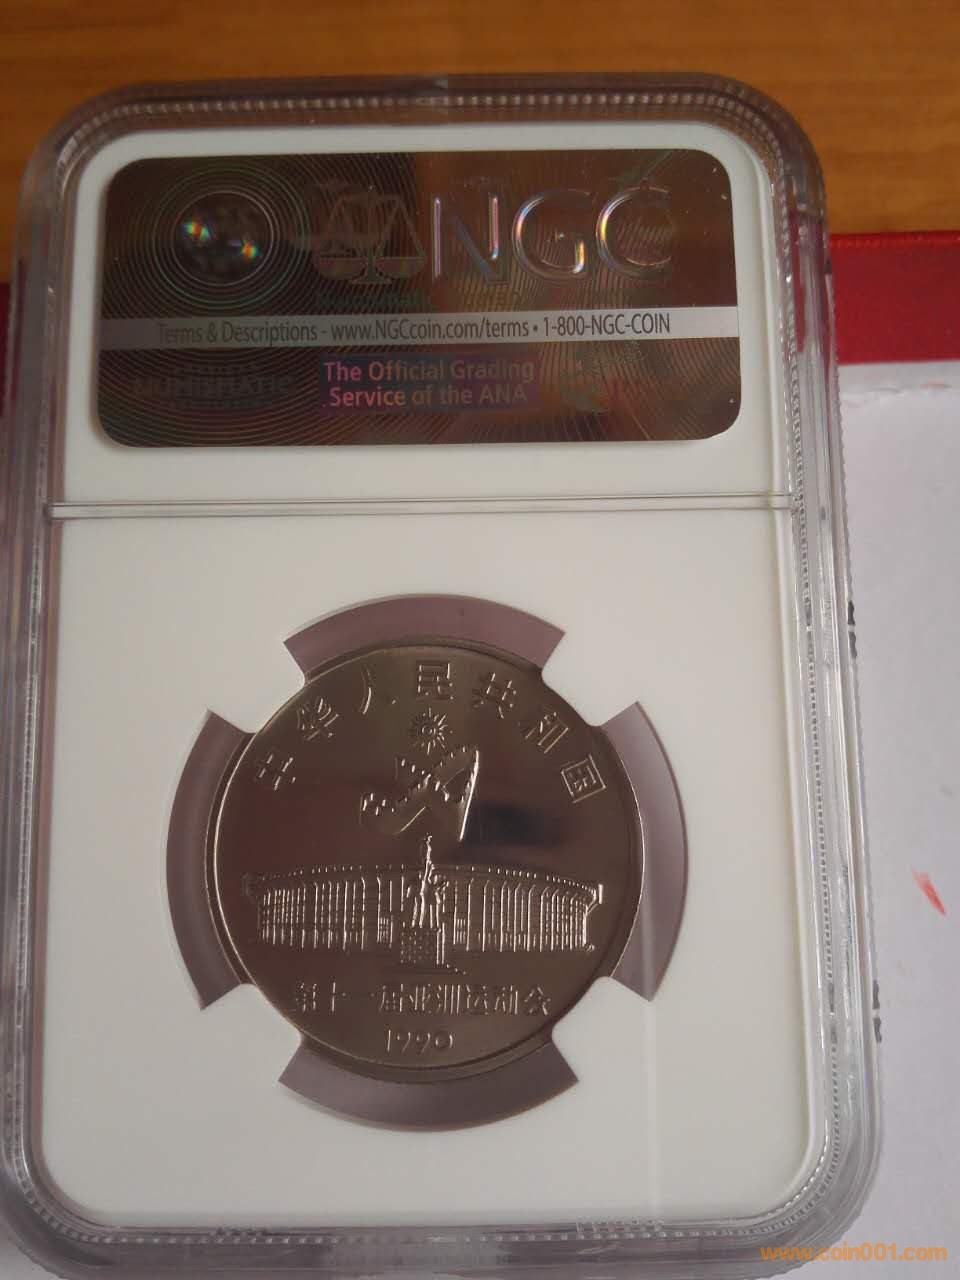 NGC
Terms & Descriptions - www.NGCcoin.com/terms • 1-800-NGC-COIN
NUMISMATIC
The Official Grading
Service of the ANA
中华人民共和国
第十一届亚洲运动会
1990
www.coin001.com